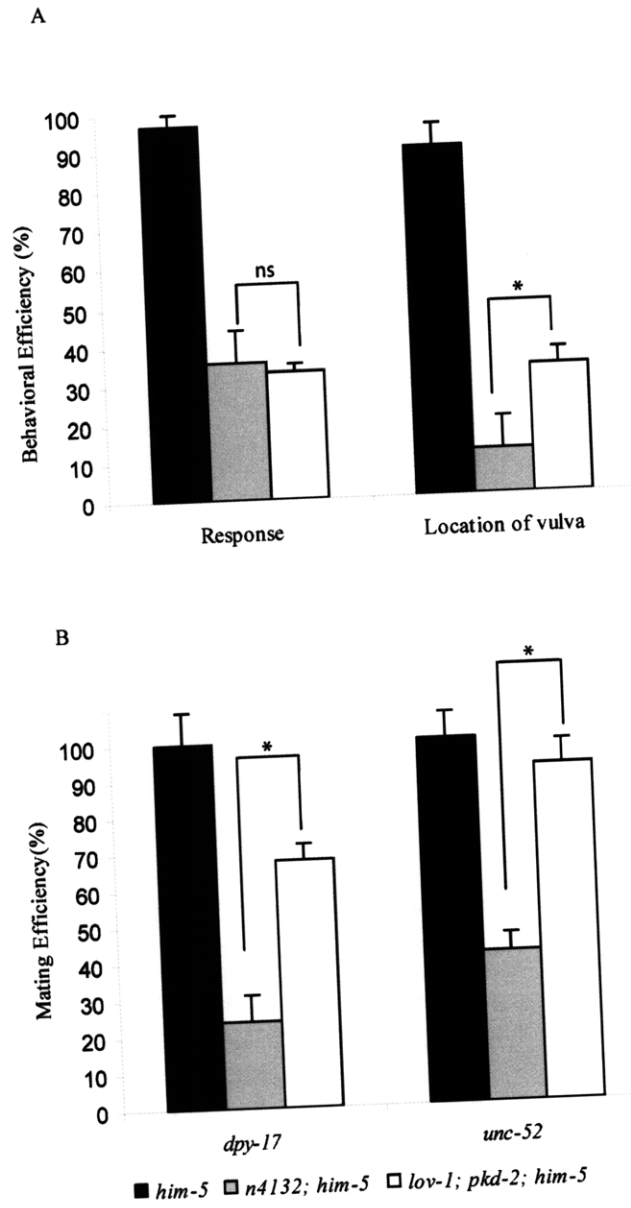 A
Behavioral Efficiency (%)
100
90
80
70
60
50
40
30
20
10
0
ns
*
Response
Location of vulva
B
Mating Efficiency(%)
100
90
80
70
60
50
40
30
20
10
0
*
*
dpy-17
unc-52
him-5
n4132; him-5
lov-1; pkd-2; him-5